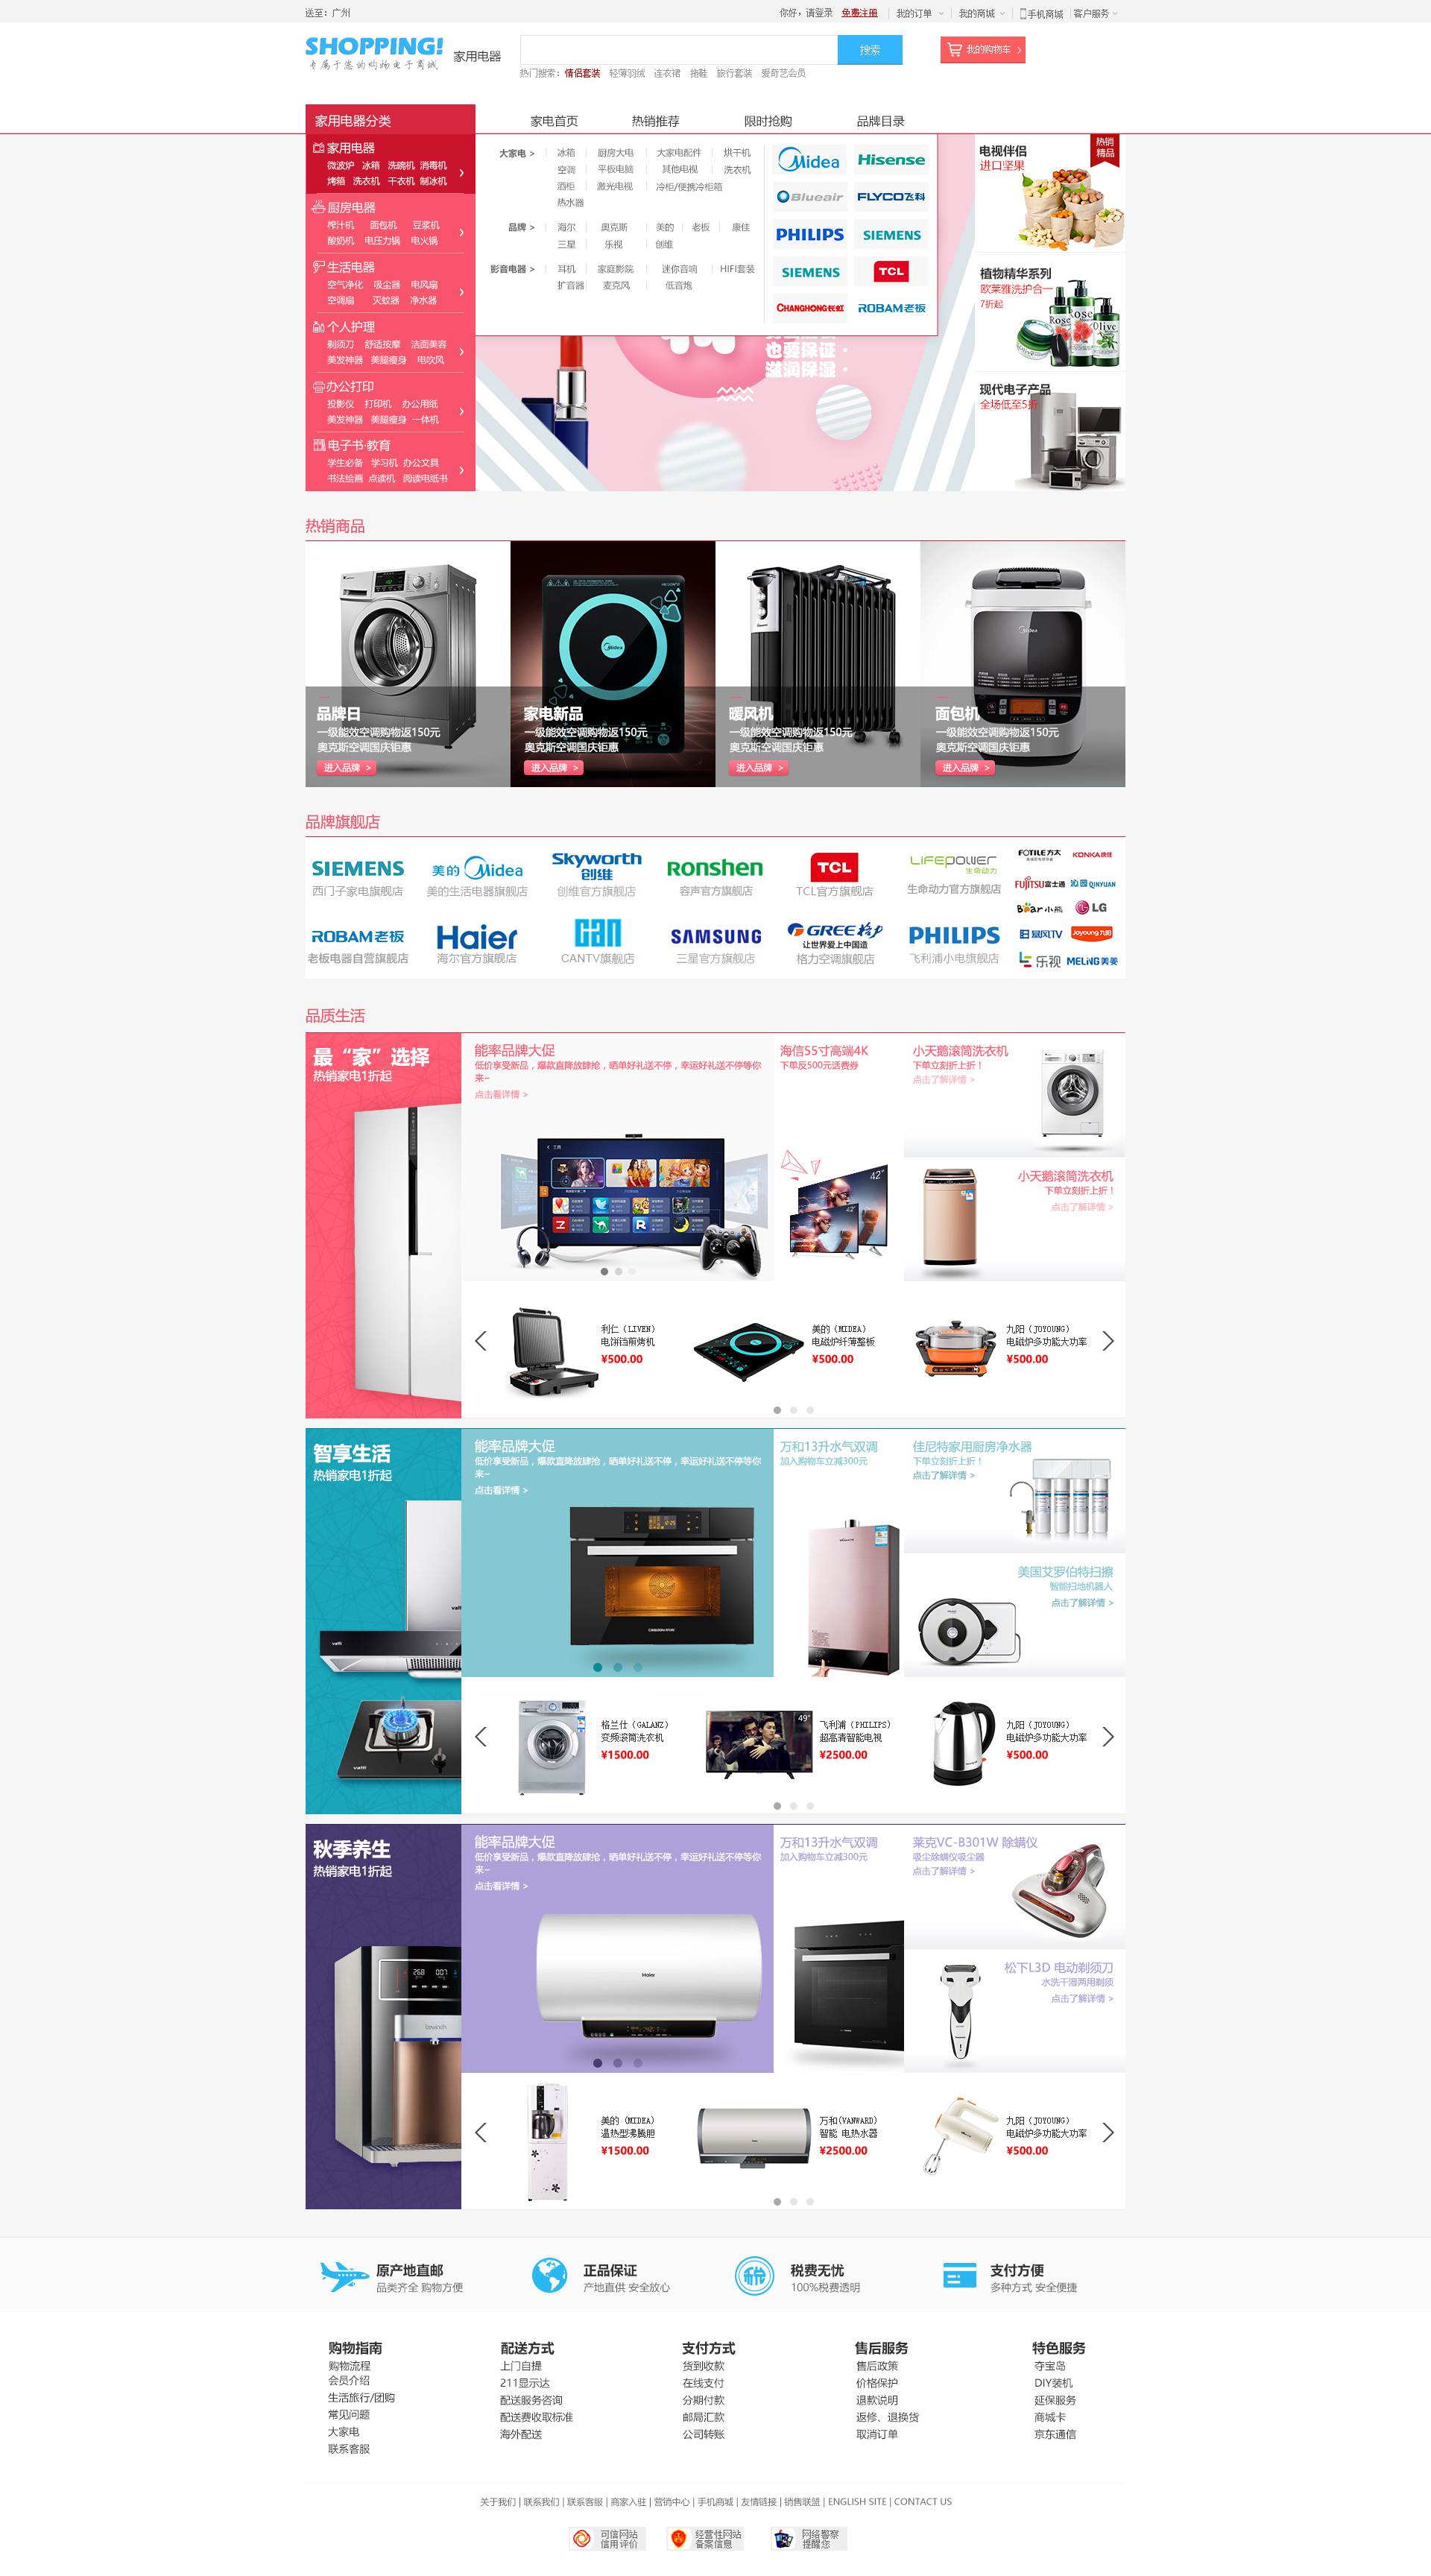 送至：广州
你好，请登录 免费注册 我的订单 我的商城 手机商城 客户服务
SHOPPING!
专属于您的购物电子商城
家用电器
搜索
我的购物车 >
热门搜索：情侣套装 轻薄羽绒 连衣裙 拖鞋 旅行套装 爱奇艺会员
家用电器分类 家电首页 热销推荐 限时抢购 品牌目录
家用电器
微波炉 冰箱 洗碗机 消毒机
烤箱 洗衣机 干衣机 制冰机
厨房电器
榨汁机 面包机 豆浆机
酸奶机 电压力锅 电火锅
生活电器
空气净化 吸尘器 电风扇
空调扇 灭蚊器 净水器
个人护理
剃须刀 舒适按摩 洁面美容
美发神器 美腿瘦身 电吹风
办公打印
投影仪 打印机 办公用纸
美发神器 美腿瘦身 一体机
电子书·教育
学生必备 学习机 办公文具
书法绘画 点读机 阅读电纸书
大家电 > 冰箱 厨房大电 大家电配件 烘干机
空调 平板电脑 其他电视 洗衣机
酒柜 激光电视 冷柜/便携冷柜箱
热水器
品牌 > 海尔 奥克斯 美的 老板 康佳
三星 乐视 创维
影音电器 > 耳机 家庭影院 迷你音响 HIFI套装
扩音器 麦克风 低音炮
Midea Hisense
Blueair FLYCO飞科
PHILIPS SIEMENS
SIEMENS TCL
CHANGHONG长虹 ROBAM老板
也要保证
滋润保湿
热销
精品
电视伴侣
进口坚果
植物精华系列
欧莱雅洗护合一
7折起
Rose Rose Olive
现代电子产品
全场低至5折
热销商品
Midea
Midea
品牌日
一级能效空调购物返150元
奥克斯空调国庆钜惠
进入品牌 >
家电新品
一级能效空调购物返150元
奥克斯空调国庆钜惠
进入品牌 >
暖风机
一级能效空调购物返150元
奥克斯空调国庆钜惠
进入品牌 >
面包机
一级能效空调购物返150元
奥克斯空调国庆钜惠
进入品牌 >
品牌旗舰店
SIEMENS
西门子家电旗舰店
美的 Midea
美的生活电器旗舰店
Skyworth
创维
创维官方旗舰店
Ronshen
容声官方旗舰店
TCL
TCL官方旗舰店
LIFEPOWER
生命动力
生命动力官方旗舰店
FOTILE方太 KONKA康佳
FUJITSU富士通 沁园QINYUAN
Bear小熊 LG
暴风TV Joyoung九阳
乐视 MELING美菱
ROBAM老板
老板电器自营旗舰店
Haier
海尔官方旗舰店
CAN
CANTV旗舰店
SAMSUNG
三星官方旗舰店
GREE格力
让世界爱上中国造
格力空调旗舰店
PHILIPS
飞利浦小电旗舰店
品质生活
最“家”选择
热销家电1折起
能率品牌大促
低价享受新品，爆款直降放肆抢，晒单好礼送不停，幸运好礼送不停等你
来~
点击看详情 >
海信55寸高端4K
下单反500元话费券
42"
42"
小天鹅滚筒洗衣机
下单立刻折上折！
点击了解详情 >
小天鹅滚筒洗衣机
下单立刻折上折！
点击了解详情 >
利仁（LIVEN）
电饼铛煎烤机
¥500.00
美的（MIDEA）
电磁炉纤薄整板
¥500.00
九阳（JOYOUNG）
电磁炉多功能大功率
¥500.00
智享生活
热销家电1折起
vatti
vatti
能率品牌大促
低价享受新品，爆款直降放肆抢，晒单好礼送不停，幸运好礼送不停等你
来~
点击看详情 >
万和13升水气双调
加入购物车立减300元
佳尼特家用厨房净水器
下单立刻折上折！
点击了解详情 >
美国艾罗伯特扫擦
智能扫地机器人
点击了解详情 >
格兰仕（GALANZ）
变频滚筒洗衣机
¥1500.00
49"
飞利浦（PHILIPS）
超高清智能电视
¥2500.00
九阳（JOYOUNG）
电磁炉多功能大功率
¥500.00
秋季养生
热销家电1折起
lewinch
能率品牌大促
低价享受新品，爆款直降放肆抢，晒单好礼送不停，幸运好礼送不停等你
来~
点击看详情 >
Haier
万和13升水气双调
加入购物车立减300元
莱克VC-B301W 除螨仪
吸尘除螨仪吸尘器
点击了解详情 >
松下L3D 电动剃须刀
水洗干湿两用剃须
点击了解详情 >
美的（MIDEA）
温热型沸腾胆
¥1500.00
万和(VANWARD)
智能 电热水器
¥2500.00
九阳（JOYOUNG）
电磁炉多功能大功率
¥500.00
原产地直邮
品类齐全 购物方便
正品保证
产地直供 安全放心
税
税费无忧
100%税费透明
支付方便
多种方式 安全便捷
购物指南
购物流程
会员介绍
生活旅行/团购
常见问题
大家电
联系客服
配送方式
上门自提
211显示达
配送服务咨询
配送费收取标准
海外配送
支付方式
货到收款
在线支付
分期付款
邮局汇款
公司转账
售后服务
售后政策
价格保护
退款说明
返修、退换货
取消订单
特色服务
夺宝岛
DIY装机
延保服务
商城卡
京东通信
关于我们 | 联系我们 | 联系客服 | 商家入驻 | 营销中心 | 手机商城 | 友情链接 | 销售联盟 | ENGLISH SITE | CONTACT US
可信网站
信用评价
经营性网站
备案信息
网络警察
提醒您